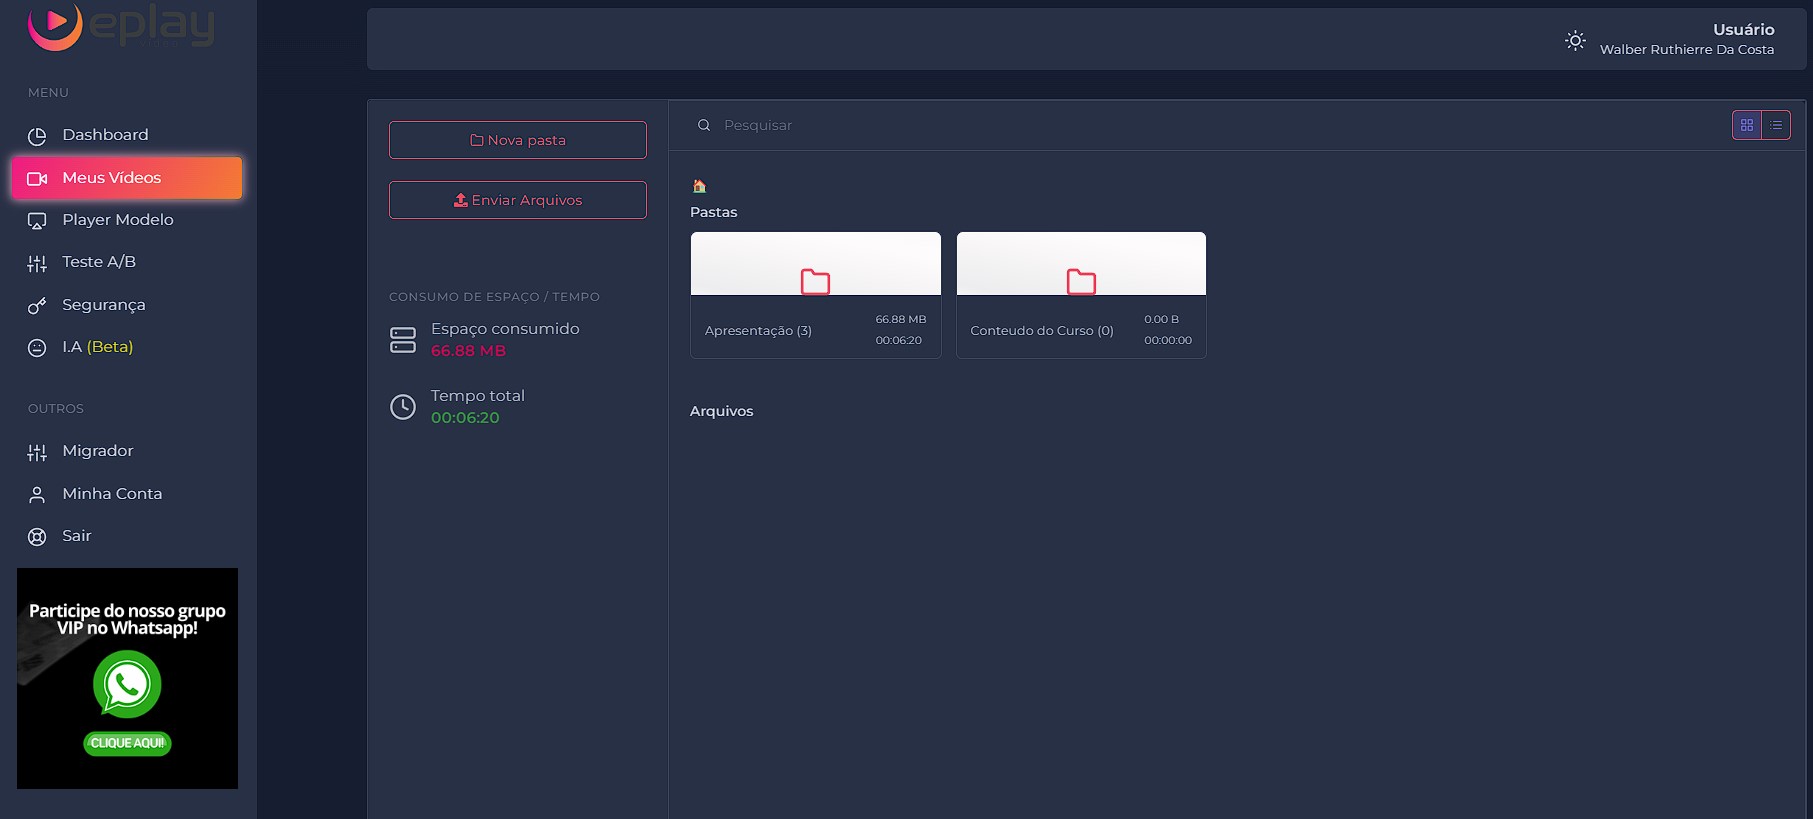 eplay
MENU
Dashboard
Meus Vídeos
Player Modelo
Teste A/B
Segurança
I.A (Beta)
OUTROS
Migrador
Minha Conta
Sair
Participe do nosso grupo
VIP no Whatsapp!
CLIQUE AQUI!
Usuário
Walber Ruthierre Da Costa
Nova pasta
Enviar Arquivos
CONSUMO DE ESPAÇO / TEMPO
Espaço consumido
66.88 MB
Tempo total
00:06:20
Pesquisar
Pastas
Apresentação (3)
66.88 MB
00:06:20
Conteudo do Curso (0)
0.00 B
00:00:00
Arquivos